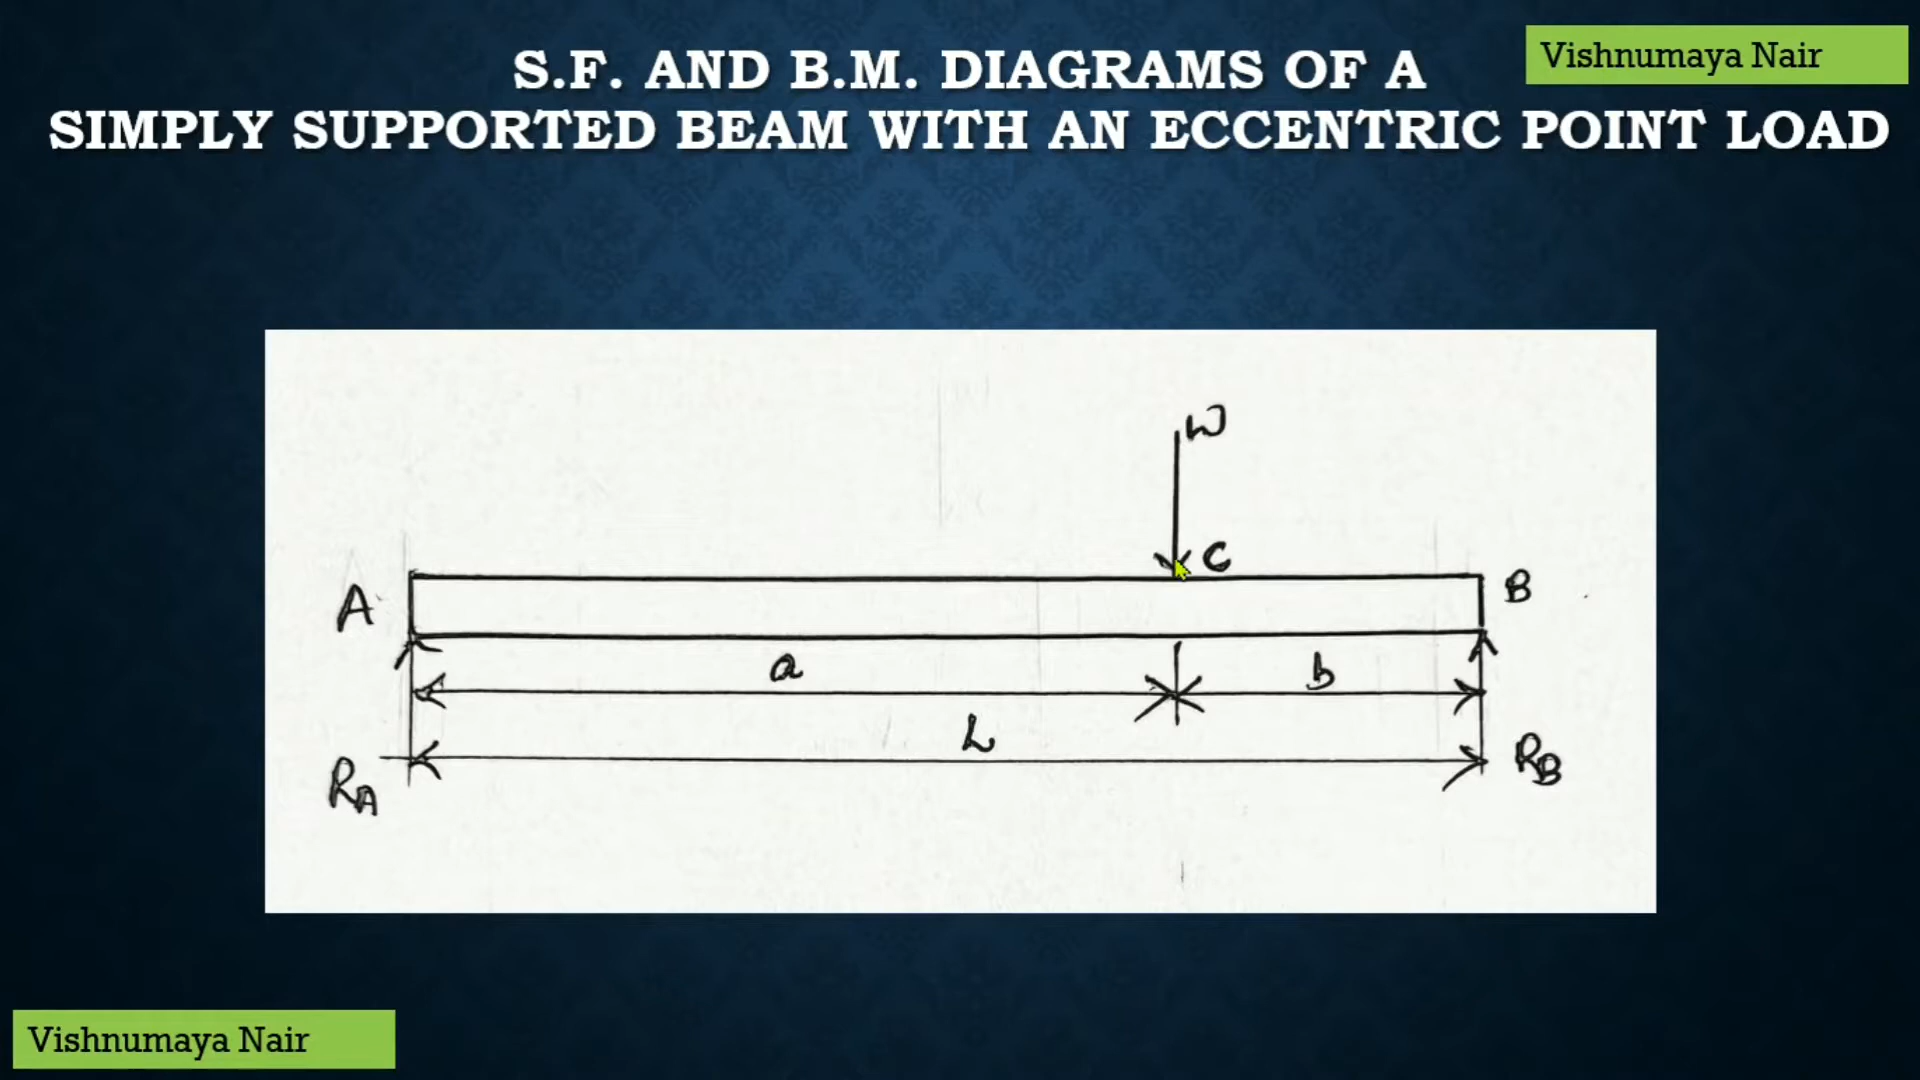 S.F. AND B.M. DIAGRAMS OF A
SIMPLY SUPPORTED BEAM WITH AN ECCENTRIC POINT LOAD
Vishnumaya Nair
W
C
A
B
a
b
L
RA
RB
Vishnumaya Nair